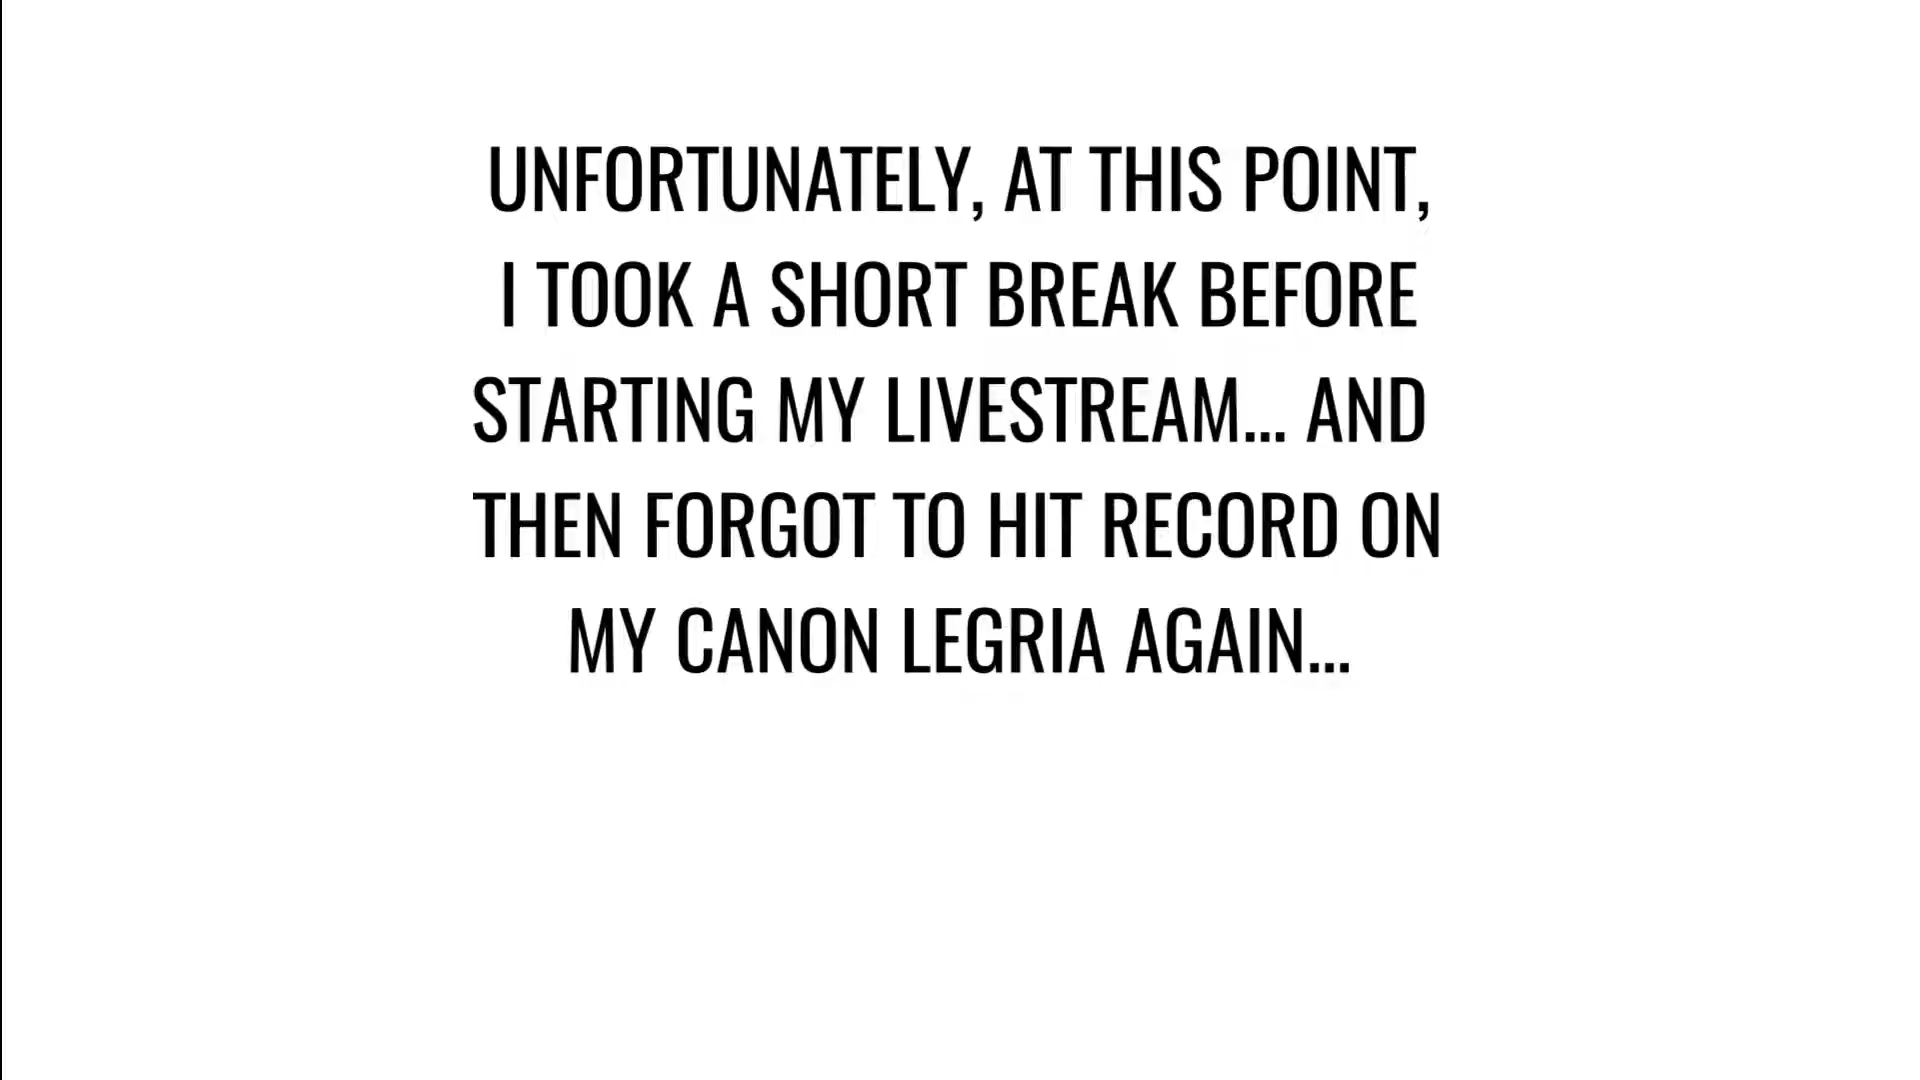 UNFORTUNATELY, AT THIS POINT,
I TOOK A SHORT BREAK BEFORE
STARTING MY LIVESTREAM... AND
THEN FORGOT TO HIT RECORD ON
MY CANON LEGRIA AGAIN...